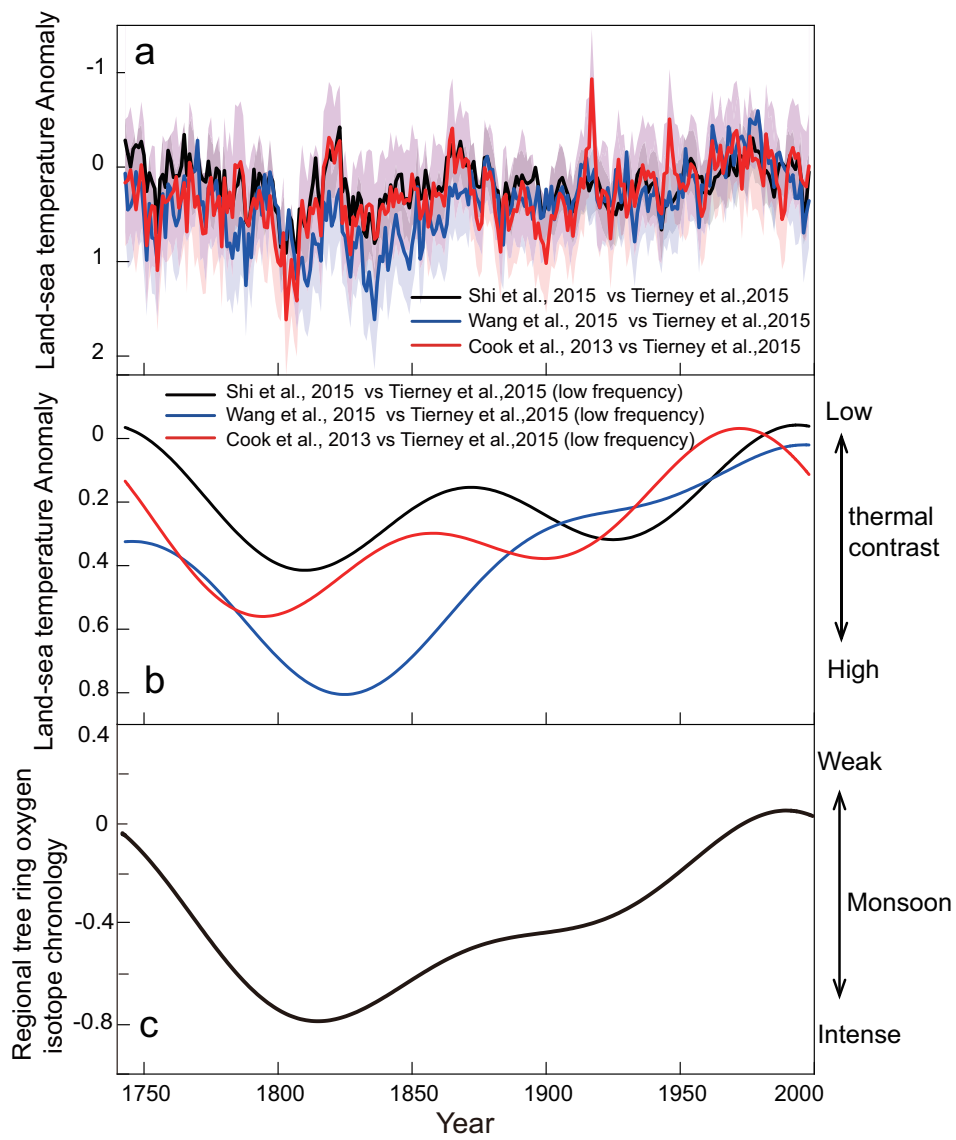 Land-sea temperature Anomaly
a
-1
0
1
2
Shi et al., 2015 vs Tierney et al.,2015
Wang et al., 2015 vs Tierney et al.,2015
Cook et al., 2013 vs Tierney et al.,2015
Land-sea temperature Anomaly
Shi et al., 2015 vs Tierney et al.,2015 (low frequency)
Wang et al., 2015 vs Tierney et al.,2015 (low frequency)
Cook et al., 2013 vs Tierney et al.,2015 (low frequency)
0
0.2
0.4
0.6
0.8
b
Low
thermal
contrast
High
Regional tree ring oxygen
isotope chronology
0.4
0
-0.4
-0.8
c
Weak
Monsoon
Intense
1750 1800 1850 1900 1950 2000
Year